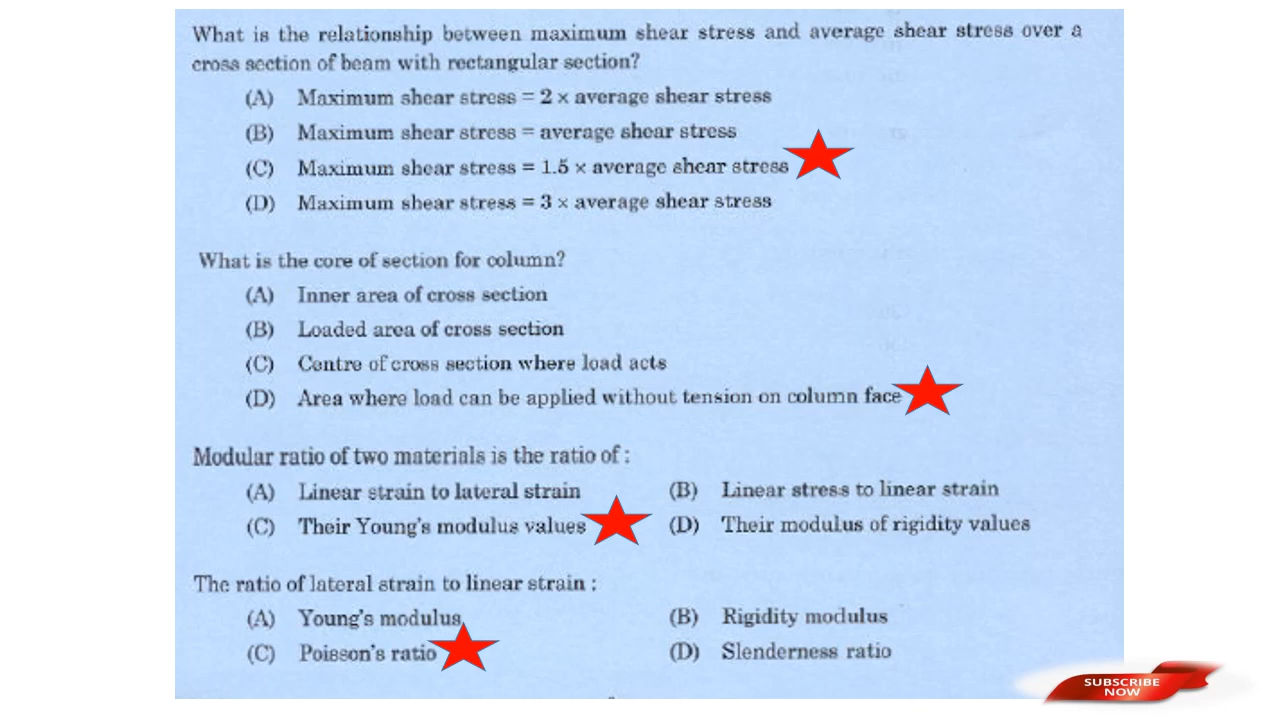 What is the relationship between maximum shear stress and average shear stress over a
cross section of beam with rectangular section?
(A) Maximum shear stress = 2 × average shear stress
(B) Maximum shear stress = average shear stress
(C) Maximum shear stress = 1.5 × average shear stress
(D) Maximum shear stress = 3 × average shear stress
What is the core of section for column?
(A) Inner area of cross section
(B) Loaded area of cross section
(C) Centre of cross section where load acts
(D) Area where load can be applied without tension on column face
Modular ratio of two materials is the ratio of :
(A) Linear strain to lateral strain (B) Linear stress to linear strain
(C) Their Young's modulus values (D) Their modulus of rigidity values
The ratio of lateral strain to linear strain :
(A) Young's modulus (B) Rigidity modulus
(C) Poisson's ratio (D) Slenderness ratio
SUBSCRIBE
NOW